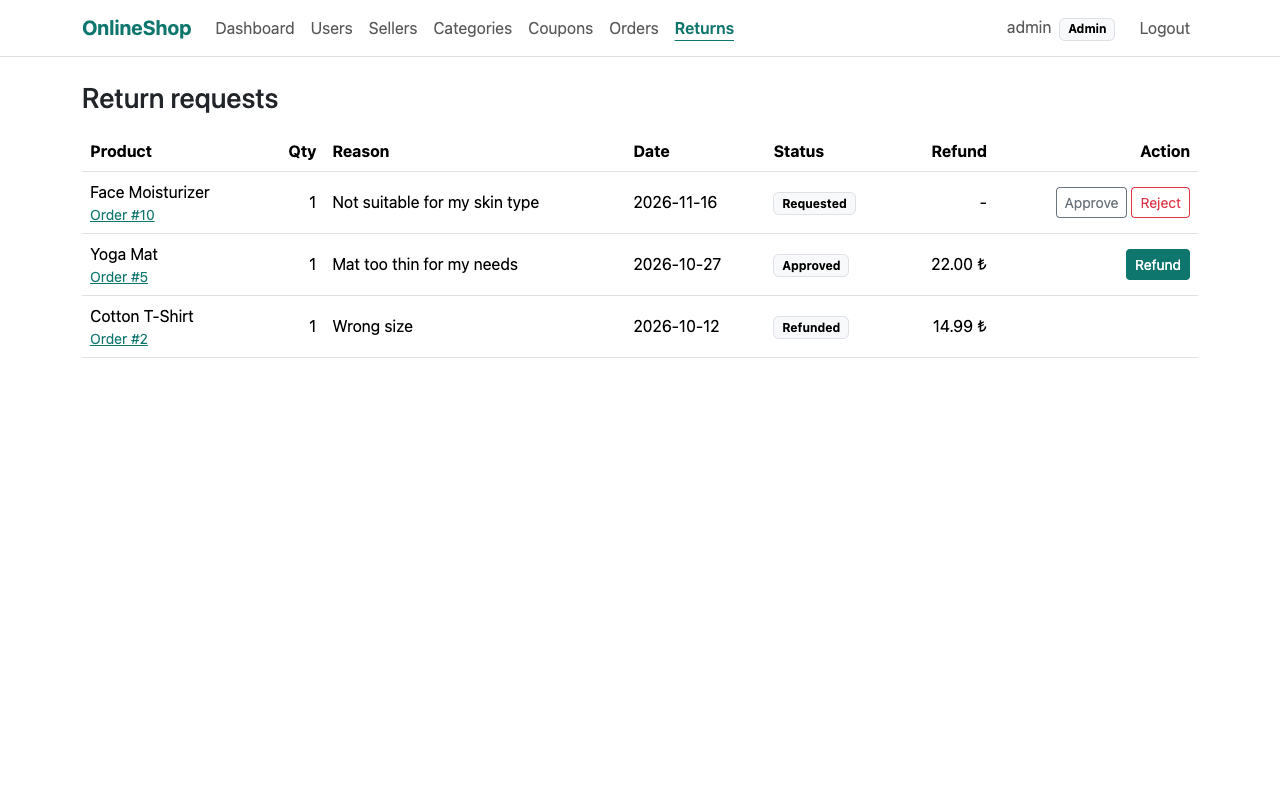 OnlineShop Dashboard Users Sellers Categories Coupons Orders Returns admin Admin Logout
Return requests
Product Qty Reason Date Status Refund Action
Face Moisturizer
Order #10
1 Not suitable for my skin type 2026-11-16 Requested - Approve Reject
Yoga Mat
Order #5
1 Mat too thin for my needs 2026-10-27 Approved 22.00 ₺ Refund
Cotton T-Shirt
Order #2
1 Wrong size 2026-10-12 Refunded 14.99 ₺